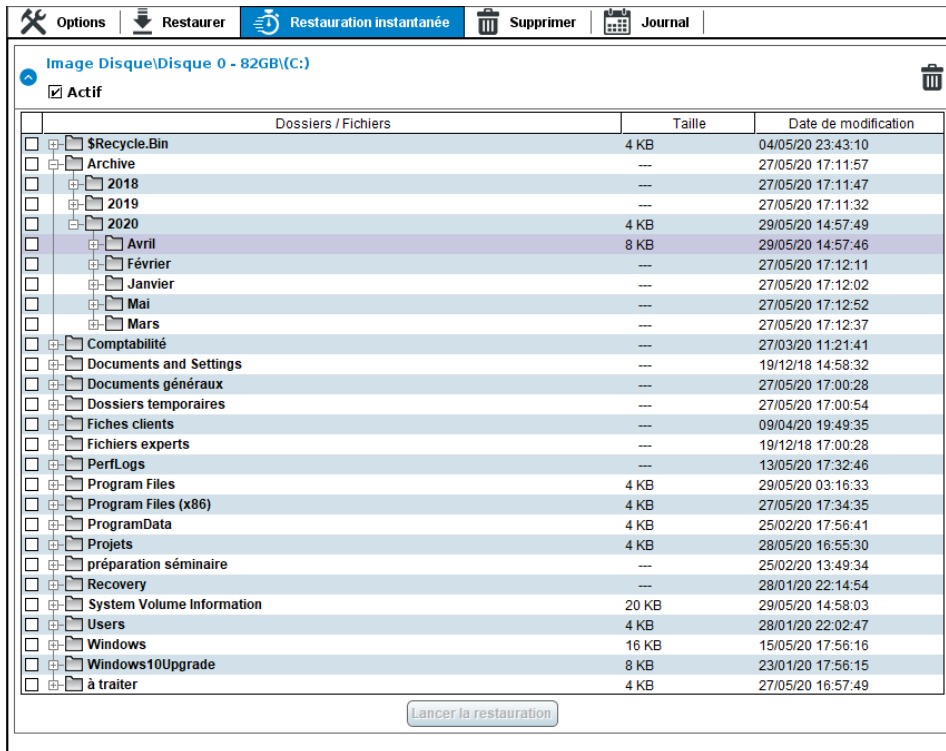 Options Restaurer Restauration instantanée Supprimer Journal
Image Disque\Disque 0 - 82GB\(C:)
Actif
Dossiers / Fichiers Taille Date de modification
$Recycle.Bin 4 KB 04/05/20 23:43:10
Archive --- 27/05/20 17:11:57
2018 --- 27/05/20 17:11:47
2019 --- 27/05/20 17:11:32
2020 4 KB 29/05/20 14:57:49
Avril 8 KB 29/05/20 14:57:46
Février --- 27/05/20 17:12:11
Janvier --- 27/05/20 17:12:02
Mai --- 27/05/20 17:12:52
Mars --- 27/05/20 17:12:37
Comptabilité --- 27/03/20 11:21:41
Documents and Settings --- 19/12/18 14:58:32
Documents généraux --- 27/05/20 17:00:28
Dossiers temporaires --- 27/05/20 17:00:54
Fiches clients --- 09/04/20 19:49:35
Fichiers experts --- 19/12/18 17:00:28
PerfLogs --- 13/05/20 17:32:46
Program Files 4 KB 29/05/20 03:16:33
Program Files (x86) 4 KB 27/05/20 17:34:35
ProgramData 4 KB 25/02/20 17:56:41
Projets 4 KB 28/05/20 16:55:30
préparation séminaire --- 25/02/20 13:49:34
Recovery --- 28/01/20 22:14:54
System Volume Information 20 KB 29/05/20 14:58:03
Users 4 KB 28/01/20 22:02:47
Windows 16 KB 15/05/20 17:56:16
Windows10Upgrade 8 KB 23/01/20 17:56:15
à traiter 4 KB 27/05/20 16:57:49
Lancer la restauration